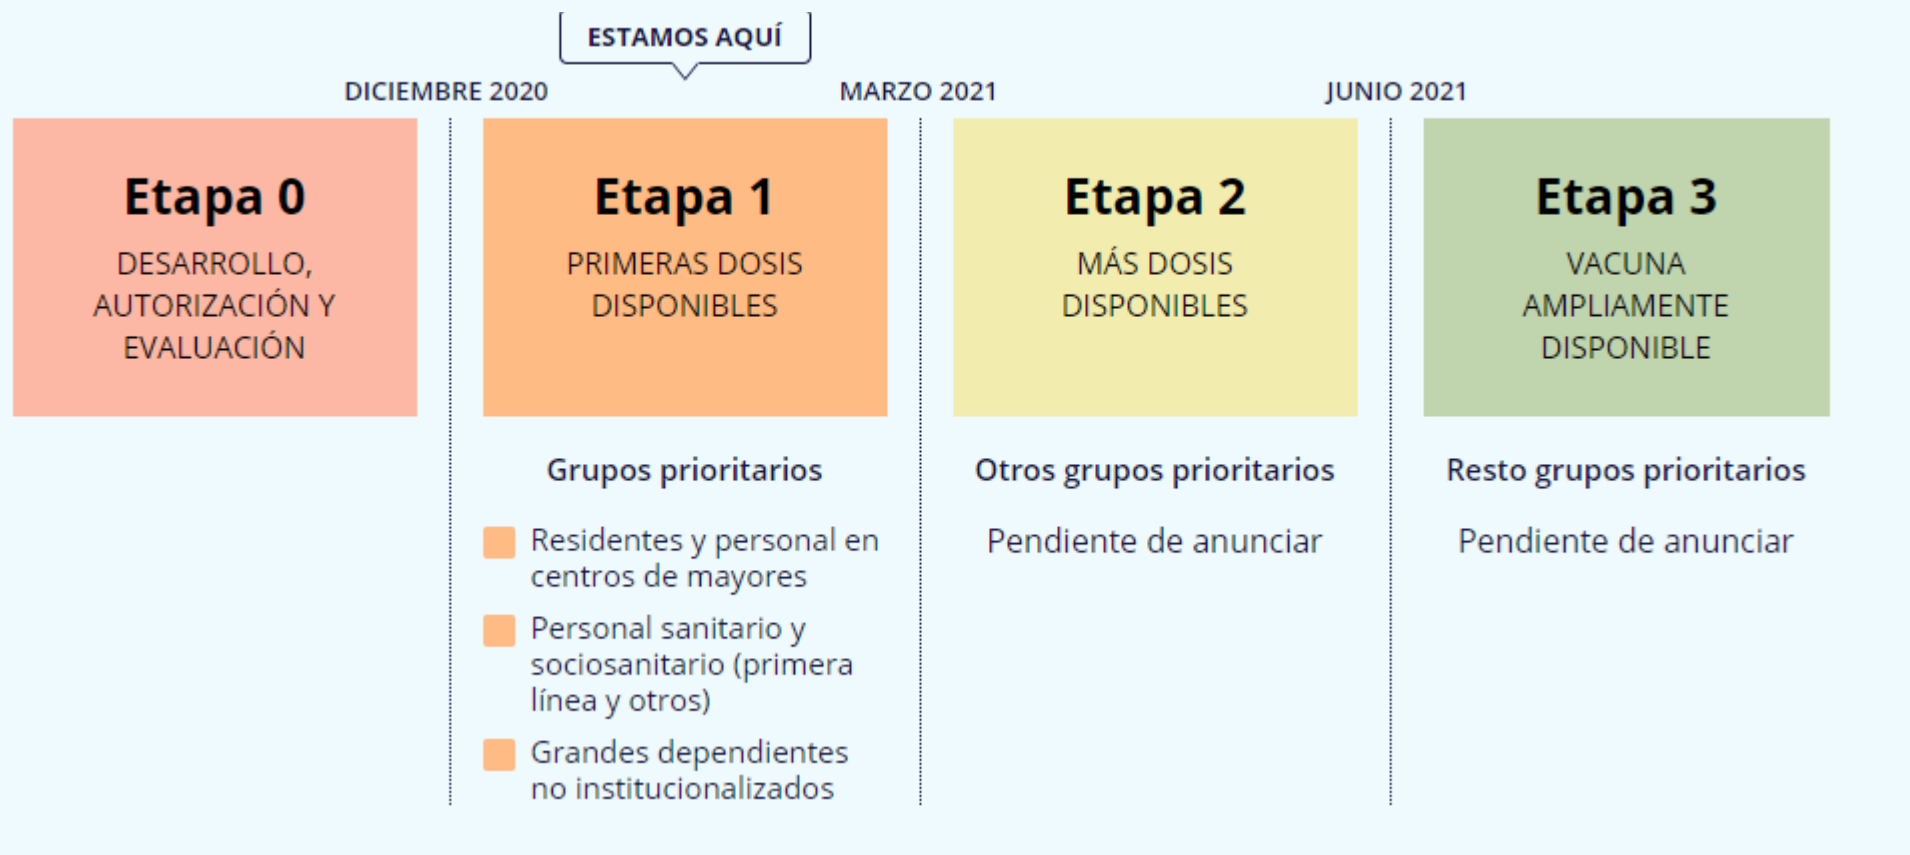 ESTAMOS AQUÍ
DICIEMBRE 2020
MARZO 2021
JUNIO 2021
Etapa 0
DESARROLLO,
AUTORIZACIÓN Y
EVALUACIÓN
Etapa 1
PRIMERAS DOSIS
DISPONIBLES
Grupos prioritarios
Residentes y personal en
centros de mayores
Personal sanitario y
sociosanitario (primera
línea y otros)
Grandes dependientes
no institucionalizados
Etapa 2
MÁS DOSIS
DISPONIBLES
Otros grupos prioritarios
Pendiente de anunciar
Etapa 3
VACUNA
AMPLIAMENTE
DISPONIBLE
Resto grupos prioritarios
Pendiente de anunciar